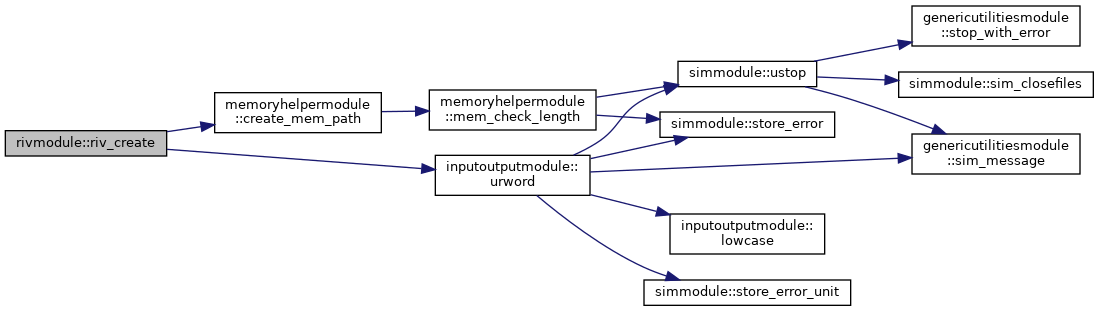 rivmodule::riv_create
memoryhelpermodule
::create_mem_path
memoryhelpermodule
::mem_check_length
inputoutputmodule::
urword
simmodule::ustop
simmodule::store_error
inputoutputmodule::
lowcase
simmodule::store_error_unit
genericutilitiesmodule
::stop_with_error
simmodule::sim_closefiles
genericutilitiesmodule
::sim_message